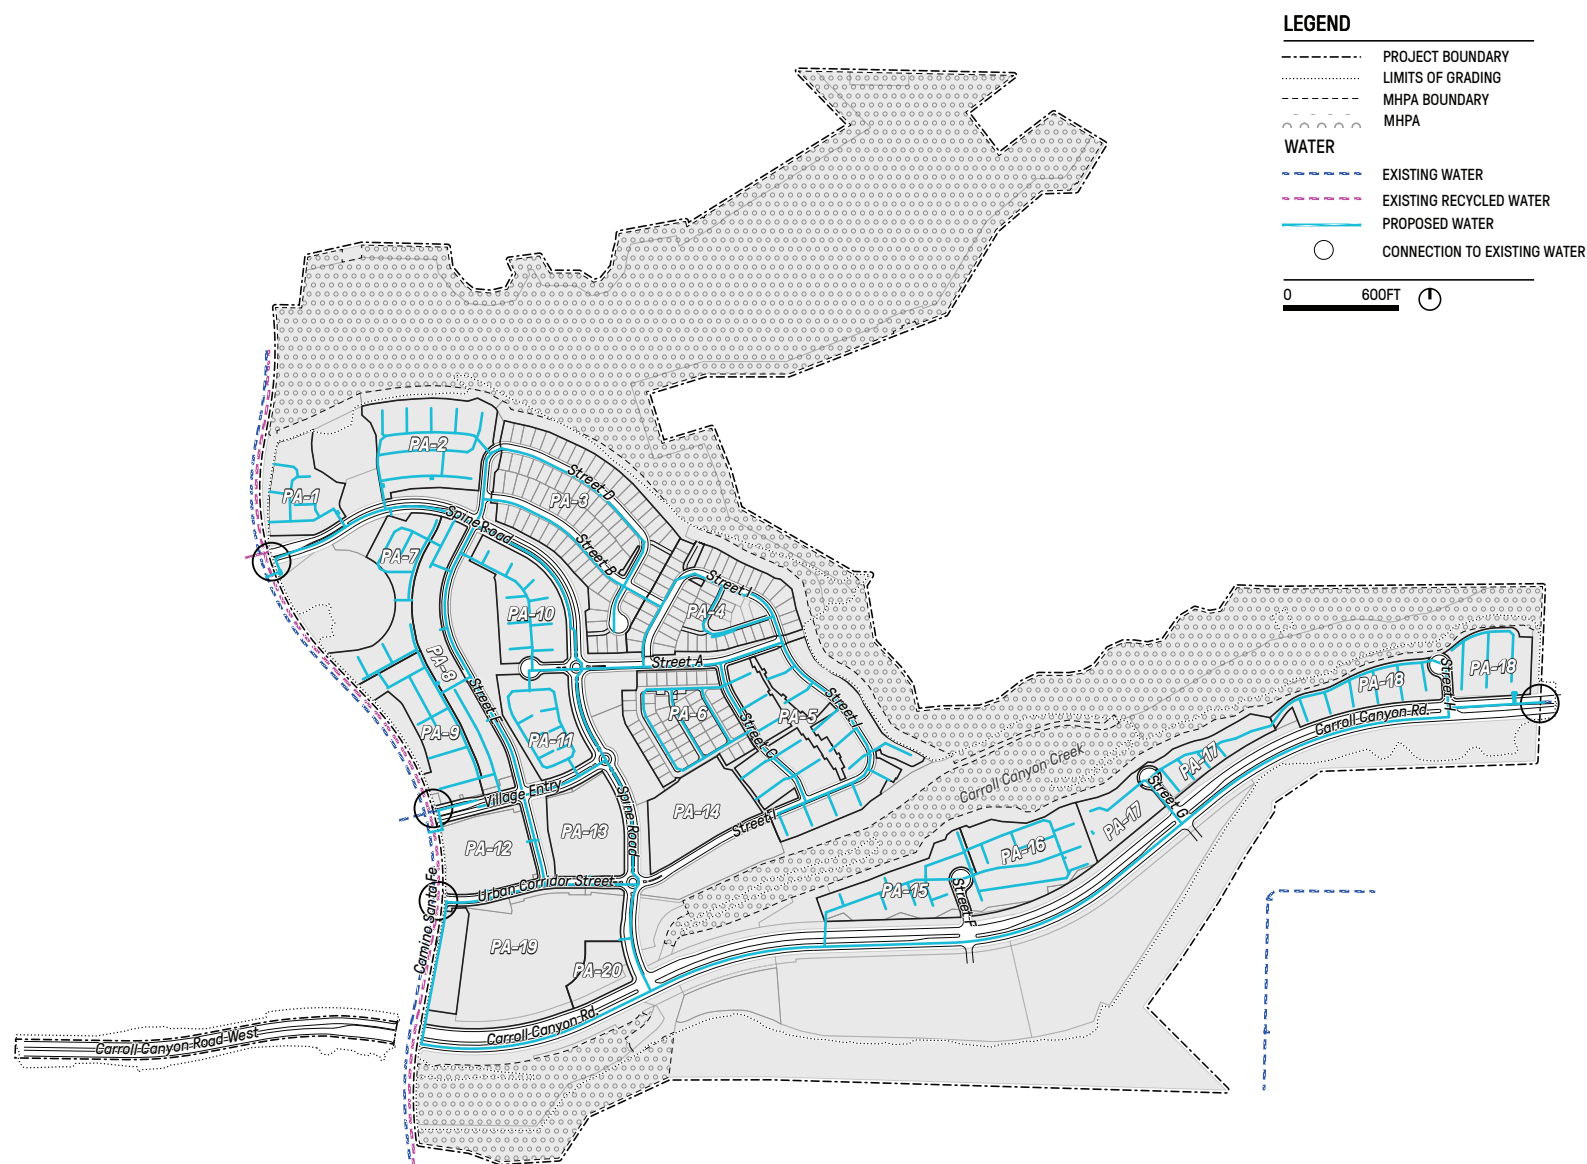 LEGEND
PROJECT BOUNDARY
LIMITS OF GRADING
MHPA BOUNDARY
MHPA
WATER
EXISTING WATER
EXISTING RECYCLED WATER
PROPOSED WATER
CONNECTION TO EXISTING WATER
0 600FT
PA-2
PA-1
Street D
PA-3
Spine Road
Street B
PA-7
Street J
PA-4
PA-10
Street A
PA-8
Street E
PA-6
PA-5
Street I
Street C
PA-9
PA-11
Village Entry
Spine Road
PA-14
Street I
PA-13
PA-12
Urban Corridor Street
Camino Santa Fe
PA-19
PA-20
Carroll Canyon Rd.
Carroll Canyon Road West
Carroll Canyon Creek
PA-15
Street F
PA-16
PA-17
Street G
PA-17
PA-18
Street H
PA-18
Carroll Canyon Rd.